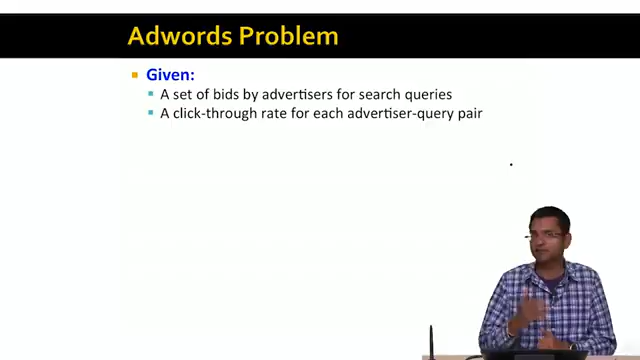 Adwords Problem
Given:
A set of bids by advertisers for search queries
A click-through rate for each advertiser-query pair